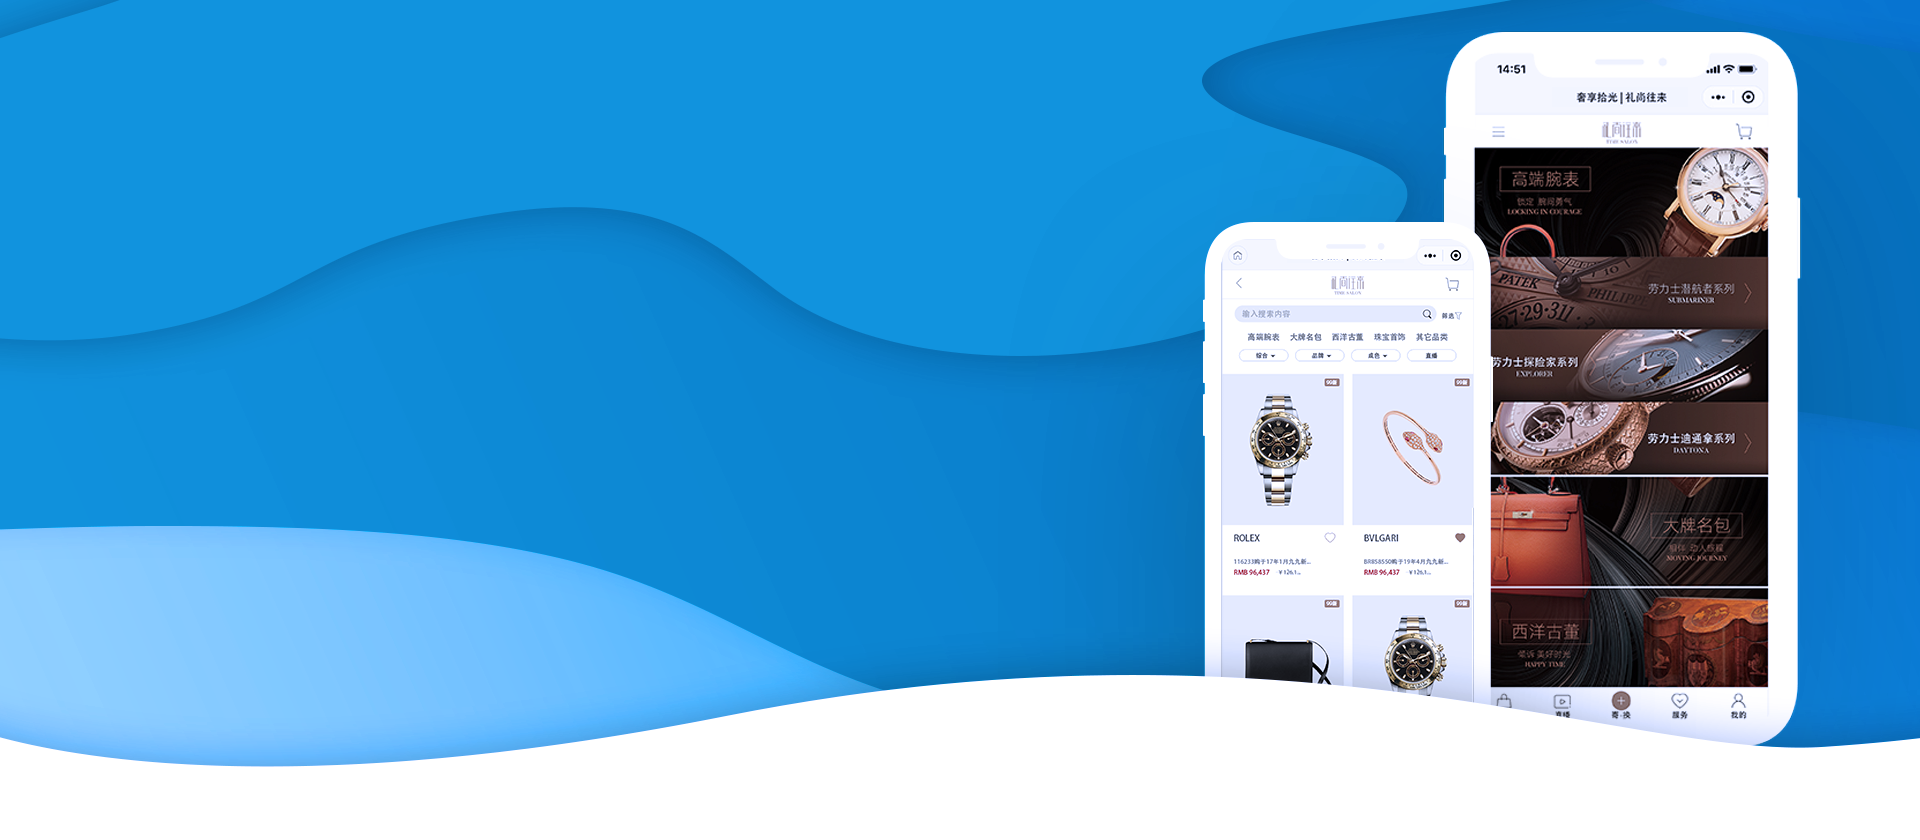 14:51
奢享拾光 | 礼尚往来
礼尚往来
TIME SALON
高端腕表
锁定 腕间勇气
LOCKING IN COURAGE
PATEK PHILIPPE
27·29·311·
劳力士潜航者系列
SUBMARINER
劳力士探险家系列
EXPLORER
劳力士迪通拿系列
DAYTONA
大牌名包
相伴 动人旅程
MOVING JOURNEY
西洋古董
倾诉 美好时光
HAPPY TIME
直播
寄·换
服务
我的
礼尚往来
TIME SALON
输入搜索内容
筛选
高端腕表 大牌名包 西洋古董 珠宝首饰 其它品类
综合 品牌 成色 直播
99新 99新
ROLEX BVLGARI
116233购于17年1月九九新... BR858550购于19年4月九九新...
RMB 96,437 ¥126,1... RMB 96,437 ¥126,1...
99新 99新